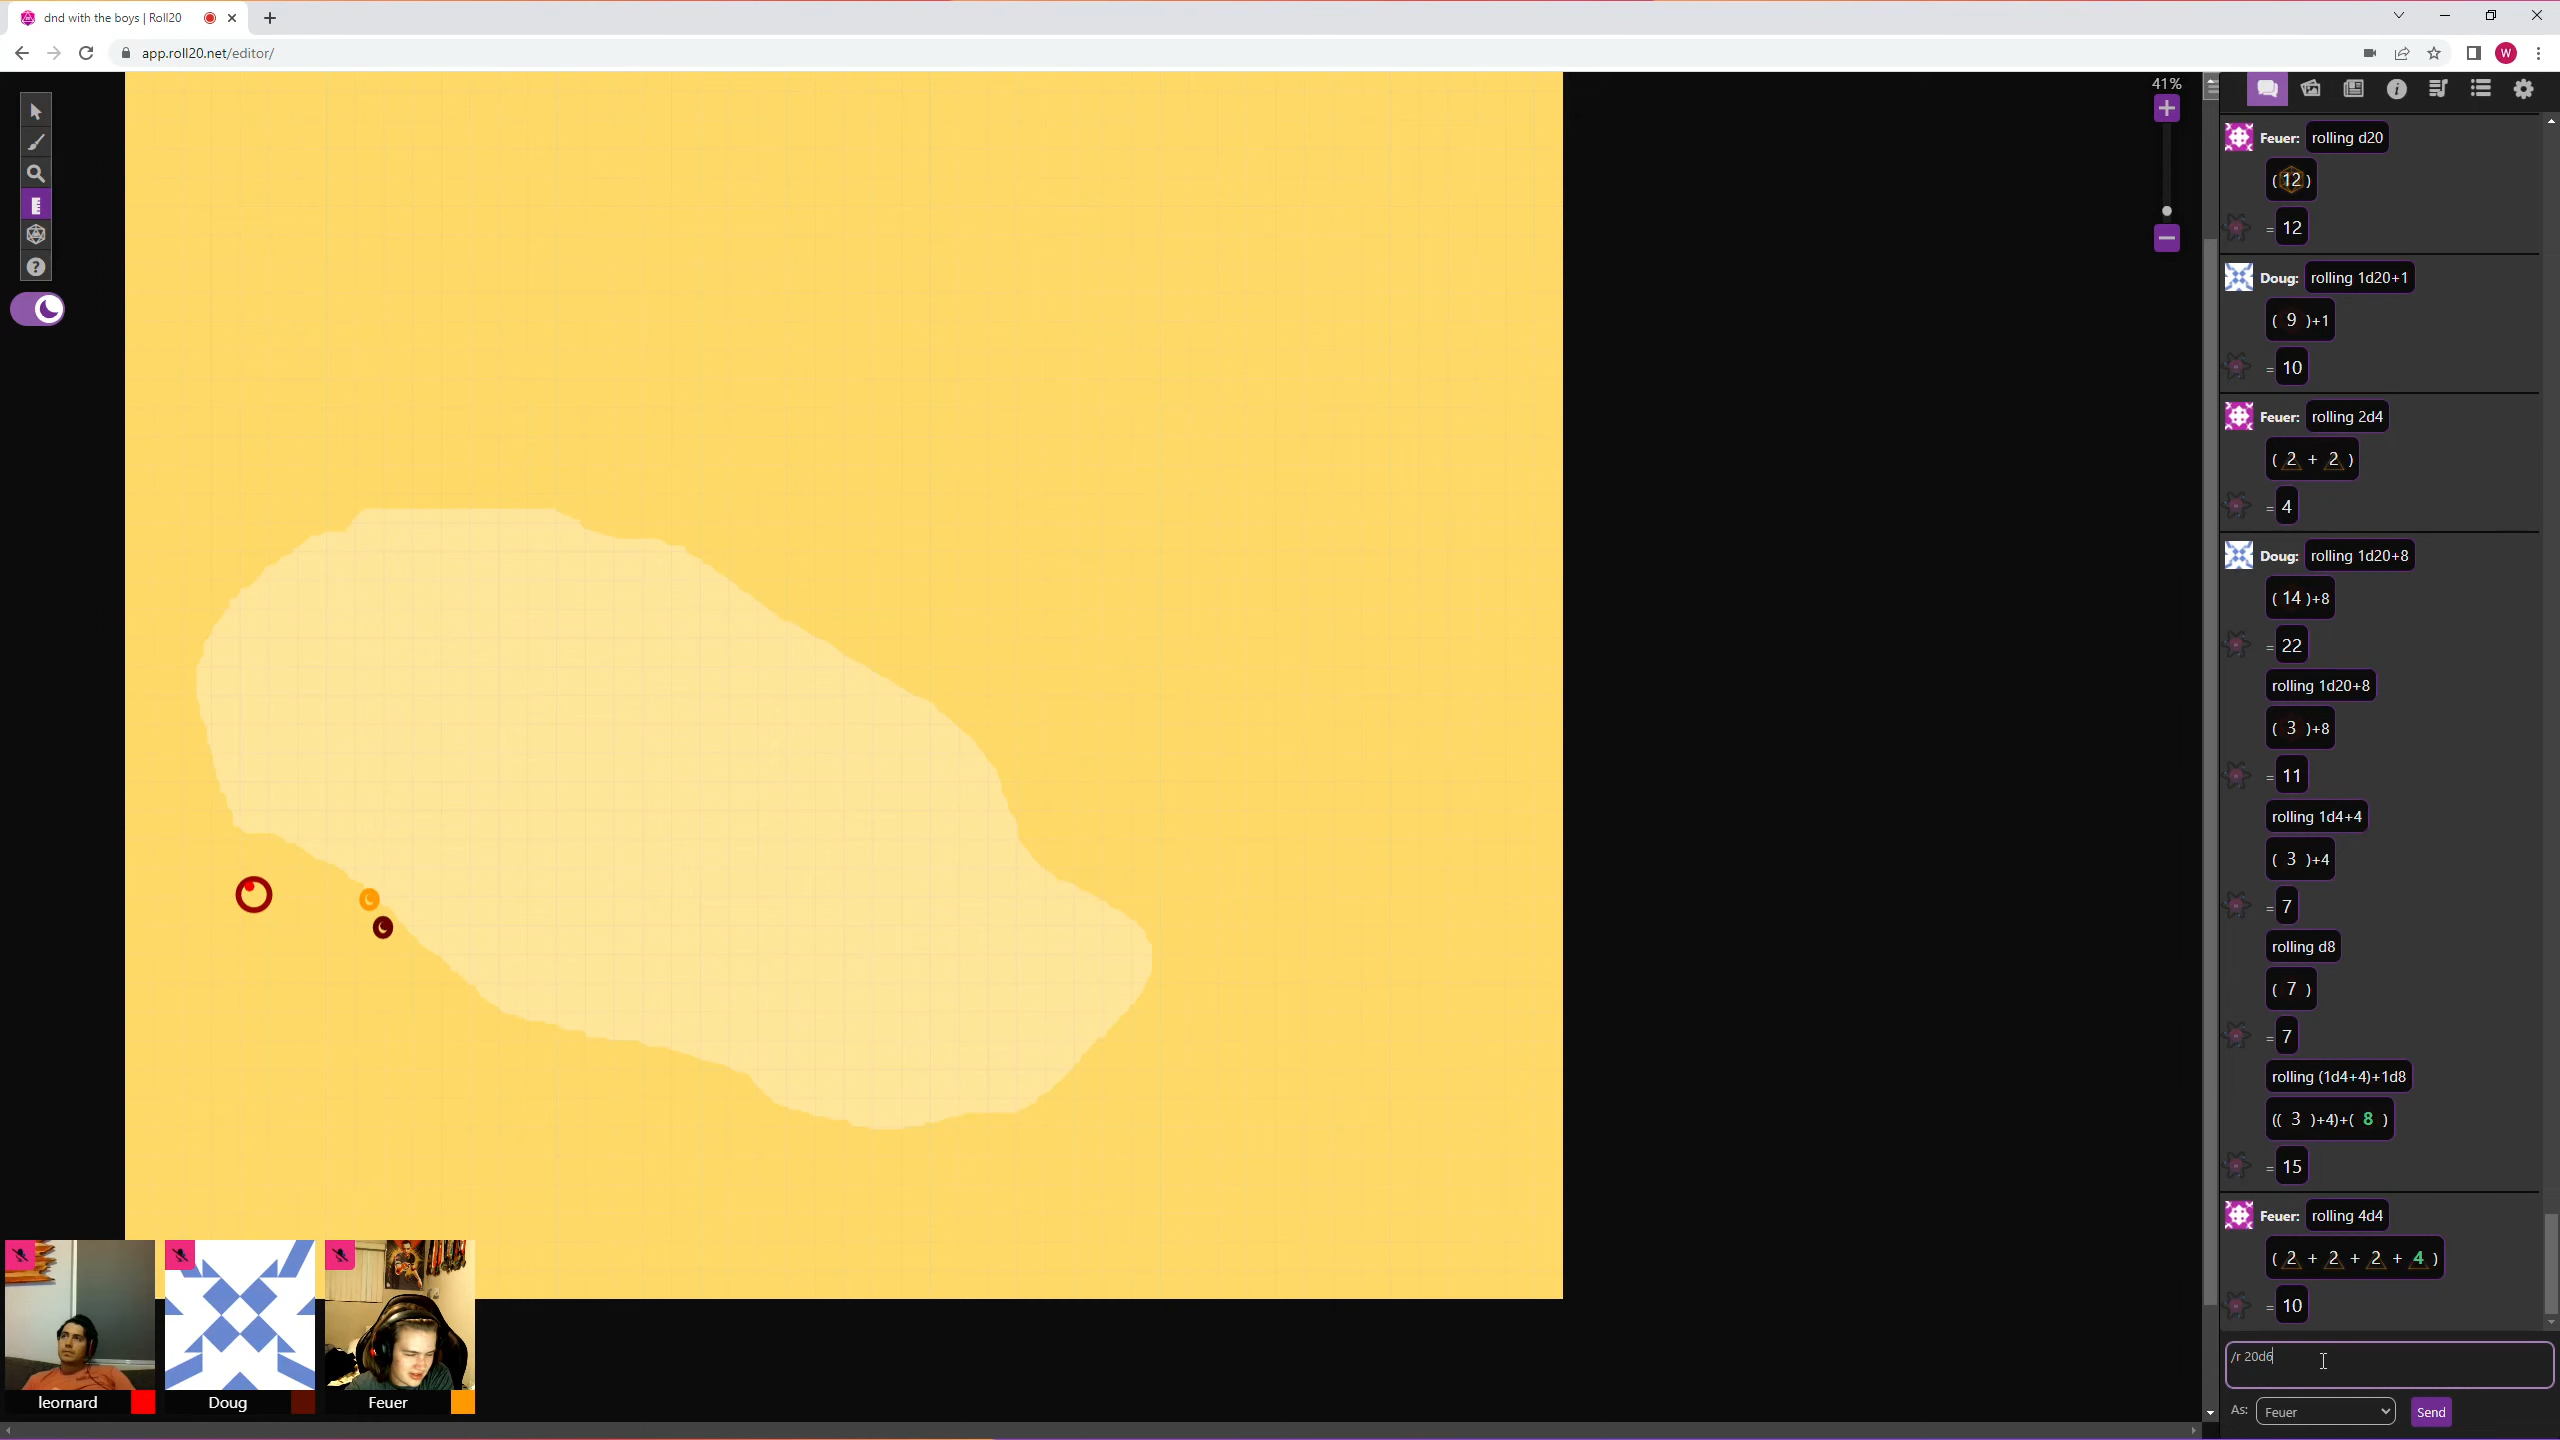 dnd with the boys | Roll20
app.roll20.net/editor/
W
41%
Feuer: rolling d20
(12)
= 12
Doug: rolling 1d20+1
( 9 )+1
= 10
Feuer: rolling 2d4
( 2 + 2 )
= 4
Doug: rolling 1d20+8
( 14 )+8
= 22
rolling 1d20+8
( 3 )+8
= 11
rolling 1d4+4
( 3 )+4
= 7
rolling d8
( 7 )
= 7
rolling (1d4+4)+1d8
(( 3 )+4)+( 8 )
= 15
Feuer: rolling 4d4
( 2 + 2 + 2 + 4 )
= 10
/r 20d6
As: Feuer Send
leornard
Doug
Feuer